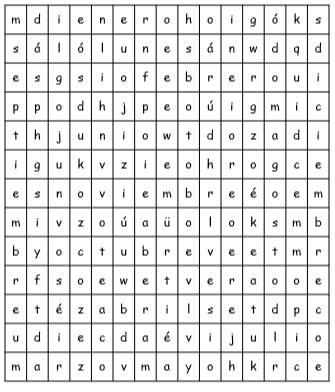 m d i e n e r o h o i g ó k s
s á l ó l u n e s á n w d q d
e s g s i o f e b r e r o u i
p p o d h j p e o ú i g m i c
t h j u n i o w t d o z a d i
i g u k v z i e o h r o g c e
e s n o v i e m b r e é o e m
m i v z o ú a ü o l o k s m b
b y o c t u b r e v e e t m r
r f s o e w e t v e r a o o e
e t é z a b r i l s e t d p c
u d i e c d a é v i j u l i o
m a r z o v m a y o h k r c e